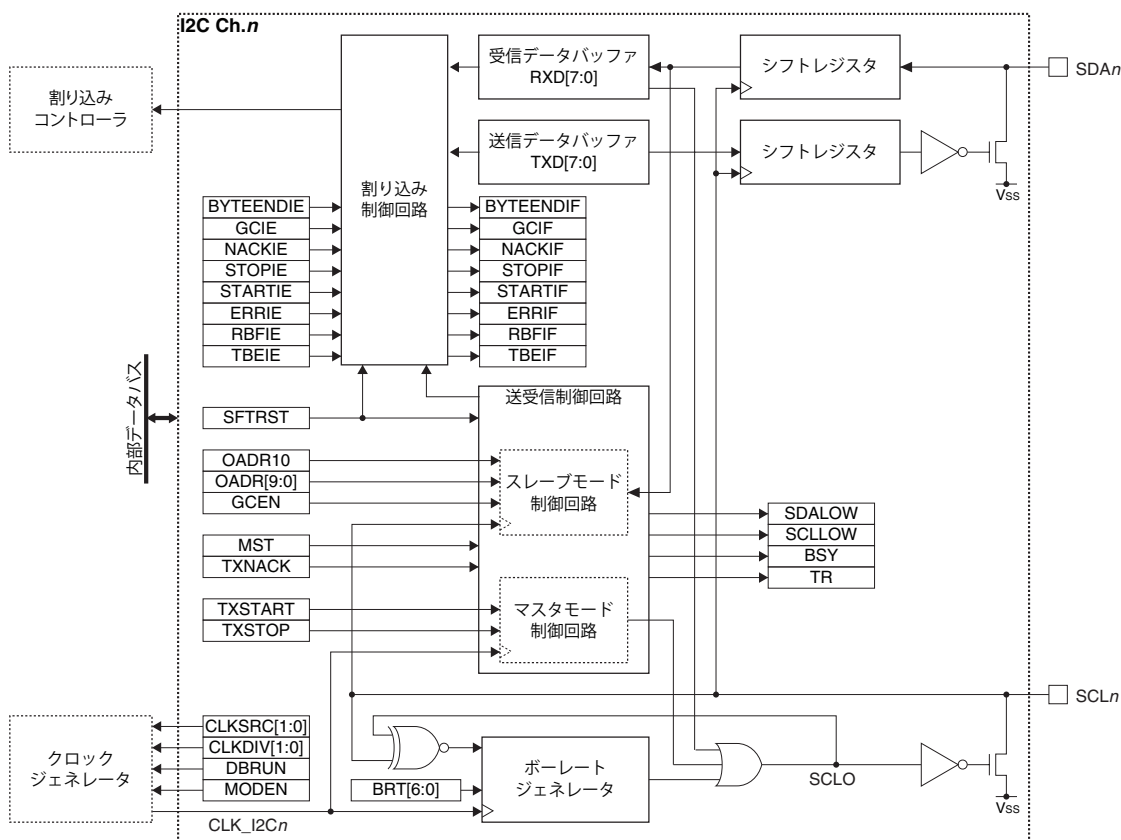 I2C Ch.n
割り込み
コントローラ
割り込み
制御回路
受信データバッファ
RXD[7:0]
シフトレジスタ
SDAn
送信データバッファ
TXD[7:0]
シフトレジスタ
VSS
BYTEENDIE
GCIE
NACKIE
STOPIE
STARTIE
ERRIE
RBFIE
TBEIE
BYTEENDIF
GCIF
NACKIF
STOPIF
STARTIF
ERRIF
RBFIF
TBEIF
内部データバス
SFTRST
OADR10
OADR[9:0]
GCEN
MST
TXNACK
TXSTART
TXSTOP
送受信制御回路
スレーブモード
制御回路
マスタモード
制御回路
SDALOW
SCLLOW
BSY
TR
SCLn
クロック
ジェネレータ
CLKSRC[1:0]
CLKDIV[1:0]
DBRUN
MODEN
CLK_I2Cn
BRT[6:0]
ボーレート
ジェネレータ
SCLO
VSS